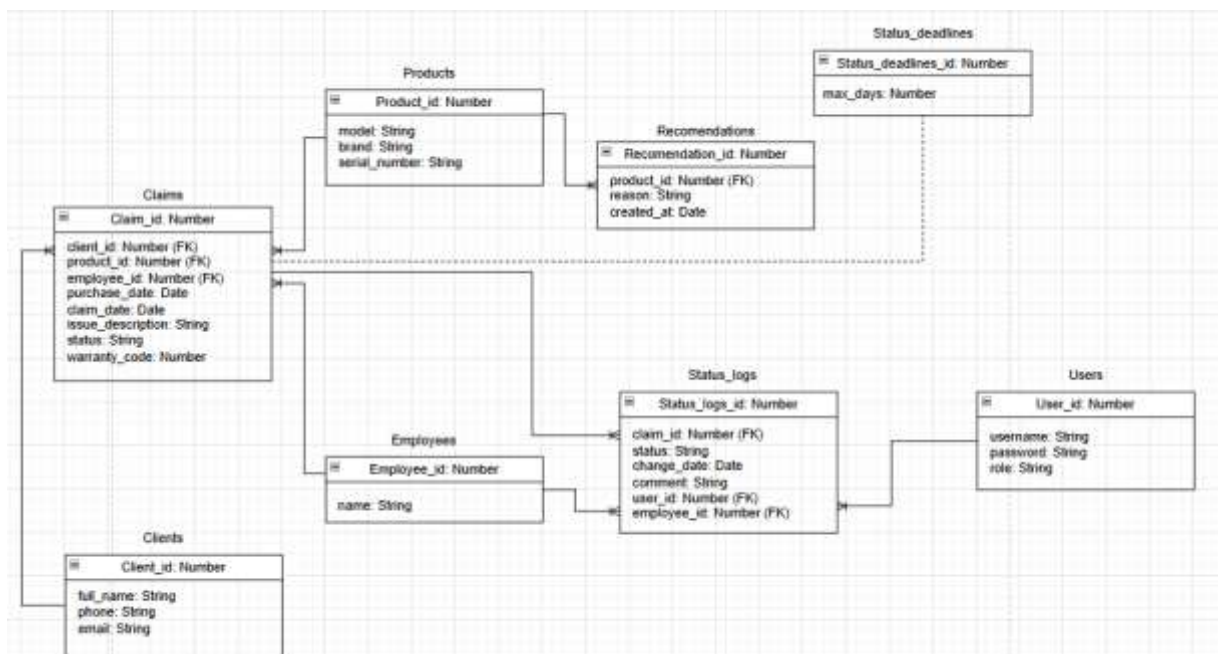 Status_deadlines
Status_deadlines_id: Number
max_days: Number
Products
Product_id: Number
model: String
brand: String
serial_number: String
Recomendations
Recomendation_id: Number
product_id: Number (FK)
reason: String
created_at: Date
Claims
Claim_id: Number
client_id: Number (FK)
product_id: Number (FK)
employee_id: Number (FK)
purchase_date: Date
claim_date: Date
issue_description: String
status: String
warranty_code: Number
Status_logs
Status_logs_id: Number
claim_id: Number (FK)
status: String
change_date: Date
comment: String
user_id: Number (FK)
employee_id: Number (FK)
Users
User_id: Number
username: String
password: String
role: String
Employees
Employee_id: Number
name: String
Clients
Client_id: Number
full_name: String
phone: String
email: String